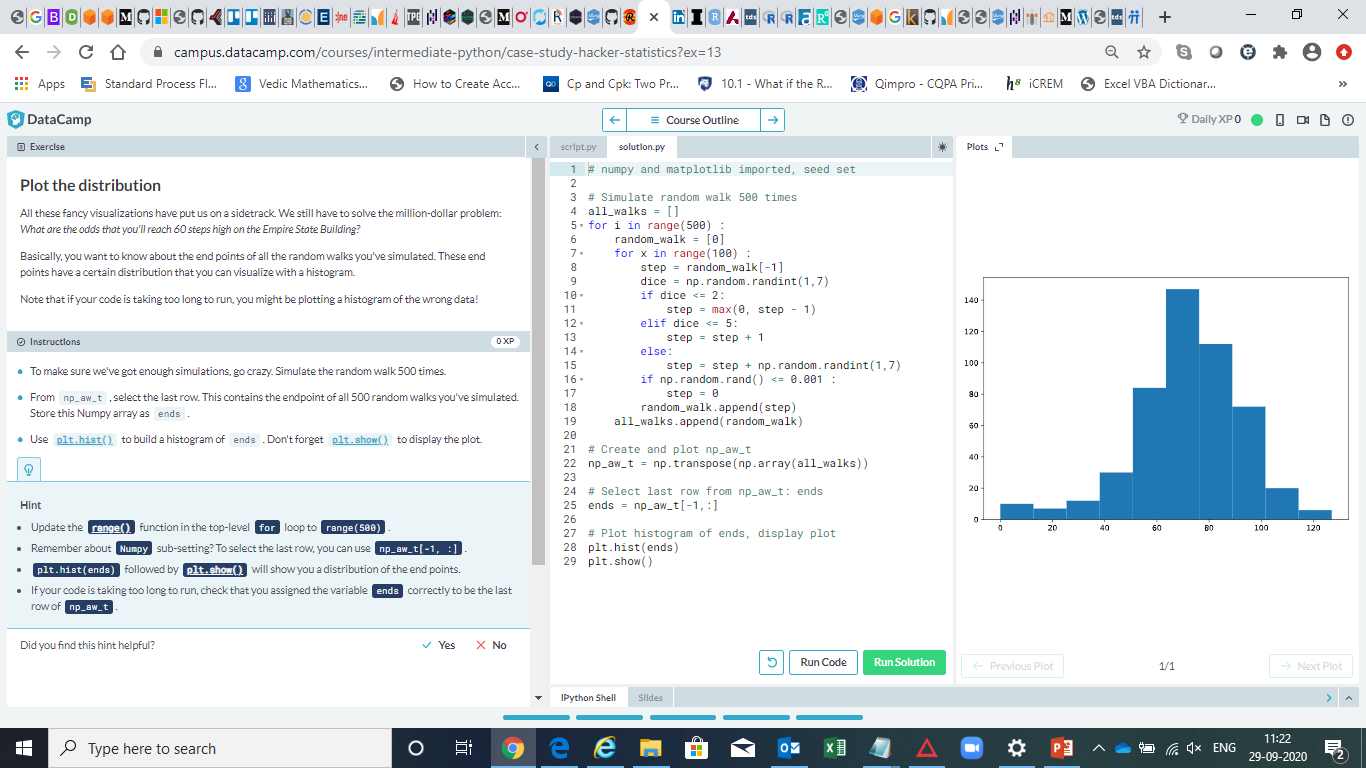 campus.datacamp.com/courses/intermediate-python/case-study-hacker-statistics?ex=13
Apps
Standard Process Fl...
Vedic Mathematics...
How to Create Acc...
Cp and Cpk: Two Pr...
10.1 - What if the R...
Qimpro - CQPA Pri...
iCREM
Excel VBA Dictionar...
DataCamp
Course Outline
Daily XP 0
Exercise
script.py
solution.py
Plots
Plot the distribution
All these fancy visualizations have put us on a sidetrack. We still have to solve the million-dollar problem:
What are the odds that you'll reach 60 steps high on the Empire State Building?
Basically, you want to know about the end points of all the random walks you've simulated. These end
points have a certain distribution that you can visualize with a histogram.
Note that if your code is taking too long to run, you might be plotting a histogram of the wrong data!
Instructions
0 XP
To make sure we've got enough simulations, go crazy. Simulate the random walk 500 times.
From np_aw_t , select the last row. This contains the endpoint of all 500 random walks you've simulated.
Store this Numpy array as ends .
Use plt.hist() to build a histogram of ends . Don't forget plt.show() to display the plot.
Hint
Update the range() function in the top-level for loop to range(500) .
Remember about Numpy sub-setting? To select the last row, you can use np_aw_t[-1, :] .
plt.hist(ends) followed by plt.show() will show you a distribution of the end points.
If your code is taking too long to run, check that you assigned the variable ends correctly to be the last
row of np_aw_t .
Did you find this hint helpful?
Yes
No
1 # numpy and matplotlib imported, seed set
2
3 # Simulate random walk 500 times
4 all_walks = []
5 for i in range(500) :
6 random_walk = [0]
7 for x in range(100) :
8 step = random_walk[-1]
9 dice = np.random.randint(1,7)
10 if dice <= 2:
11 step = max(0, step - 1)
12 elif dice <= 5:
13 step = step + 1
14 else:
15 step = step + np.random.randint(1,7)
16 if np.random.rand() <= 0.001 :
17 step = 0
18 random_walk.append(step)
19 all_walks.append(random_walk)
20
21 # Create and plot np_aw_t
22 np_aw_t = np.transpose(np.array(all_walks))
23
24 # Select last row from np_aw_t: ends
25 ends = np_aw_t[-1,:]
26
27 # Plot histogram of ends, display plot
28 plt.hist(ends)
29 plt.show()
Run Code
Run Solution
140
120
100
80
60
40
20
0
0 20 40 60 80 100 120
Previous Plot
1/1
Next Plot
IPython Shell
Slides
Type here to search
ENG
11:22
29-09-2020
2